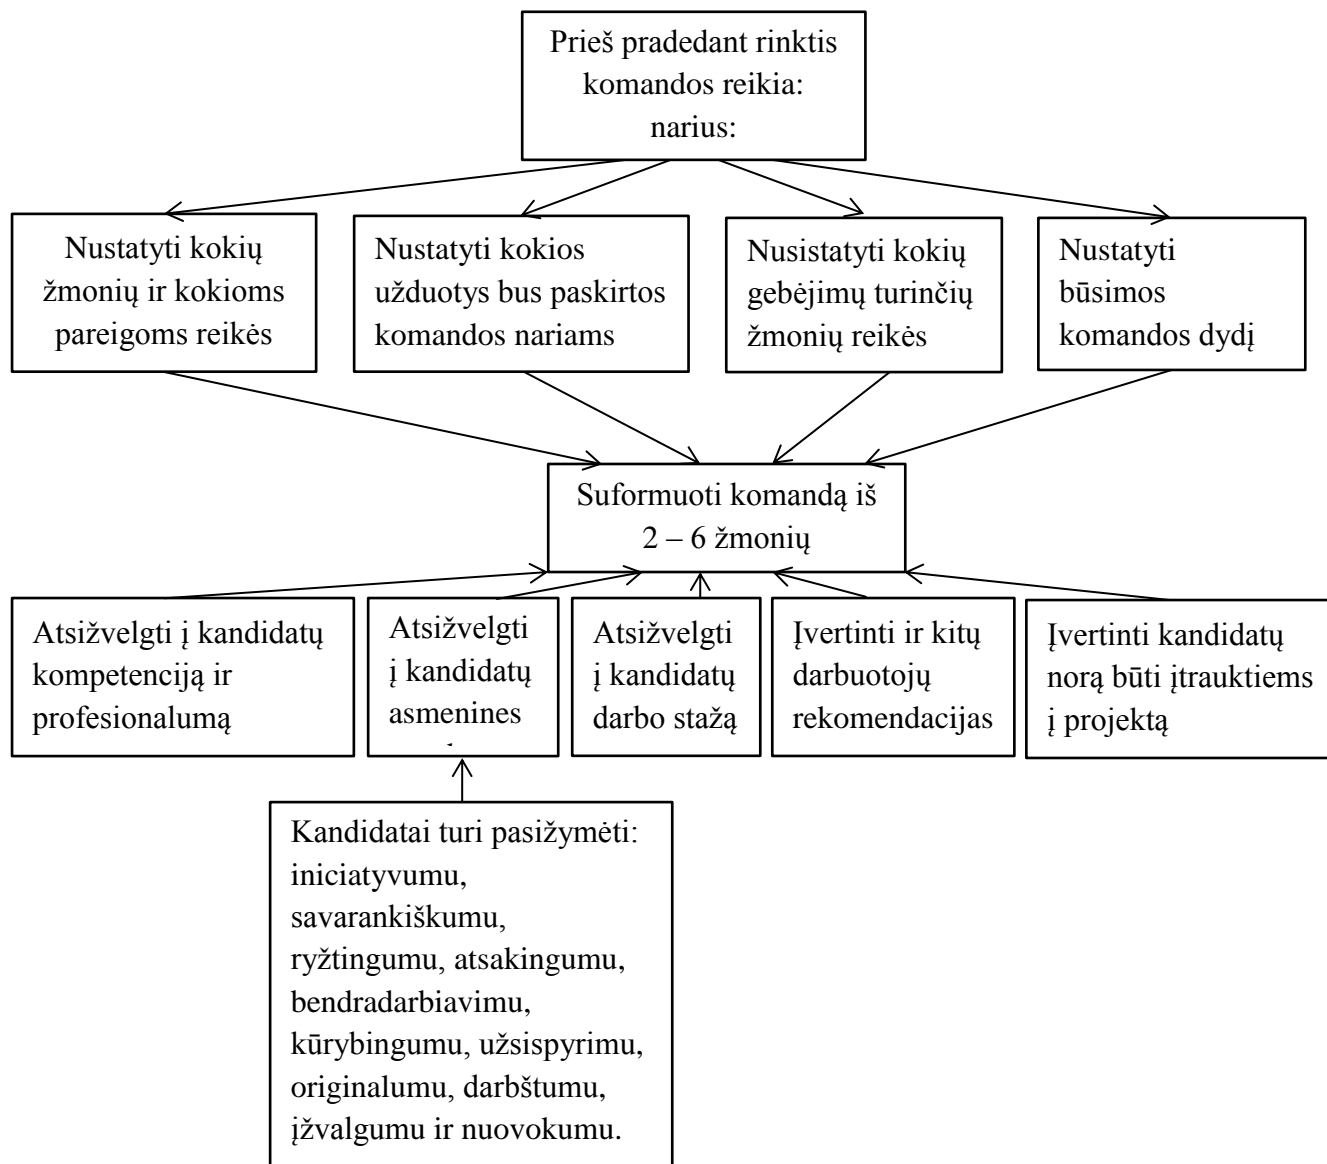 Prieš pradedant rinktis
komandos reikia:
narius:
Nustatyti kokių
žmonių ir kokioms
pareigoms reikės
Nustatyti kokios
užduotys bus paskirtos
komandos nariams
Nusistatyti kokių
gebėjimų turinčių
žmonių reikės
Nustatyti
būsimos
komandos dydį
Suformuoti komandą iš
2 – 6 žmonių
Atsižvelgti į kandidatų
kompetenciją ir
profesionalumą
Atsižvelgti
į kandidatų
asmenines
Atsižvelgti
į kandidatų
darbo stažą
Įvertinti ir kitų
darbuotojų
rekomendacijas
Įvertinti kandidatų
norą būti įtrauktiems
į projektą
Kandidatai turi pasižymėti:
iniciatyvumu,
savarankiškumu,
ryžtingumu, atsakingumu,
bendradarbiavimu,
kūrybingumu, užsispyrimu,
originalumu, darbštumu,
įžvalgumu ir nuovokumu.